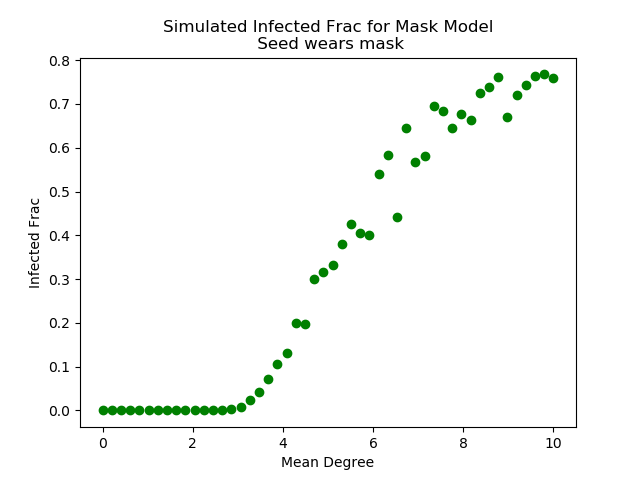 Simulated Infected Frac for Mask Model
Seed wears mask
0.8
0.7
0.6
0.5
0.4
0.3
0.2
0.1
0.0
Infected Frac
0 2 4 6 8 10
Mean Degree